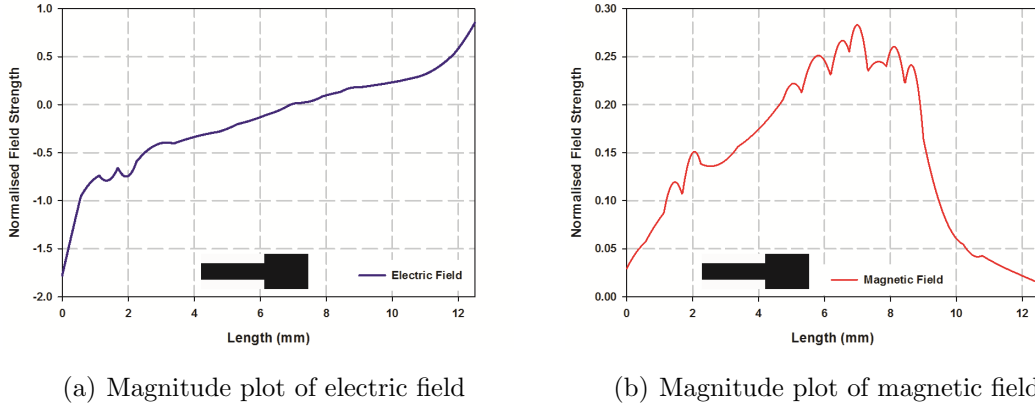 1.0
0.5
0.0
-0.5
-1.0
-1.5
-2.0
Normalised Field Strength
Electric Field
0 2 4 6 8 10 12
Length (mm)
(a) Magnitude plot of electric field
0.30
0.25
0.20
0.15
0.10
0.05
0.00
Normalised Field Strength
Magnetic Field
0 2 4 6 8 10 12
Length (mm)
(b) Magnitude plot of magnetic field